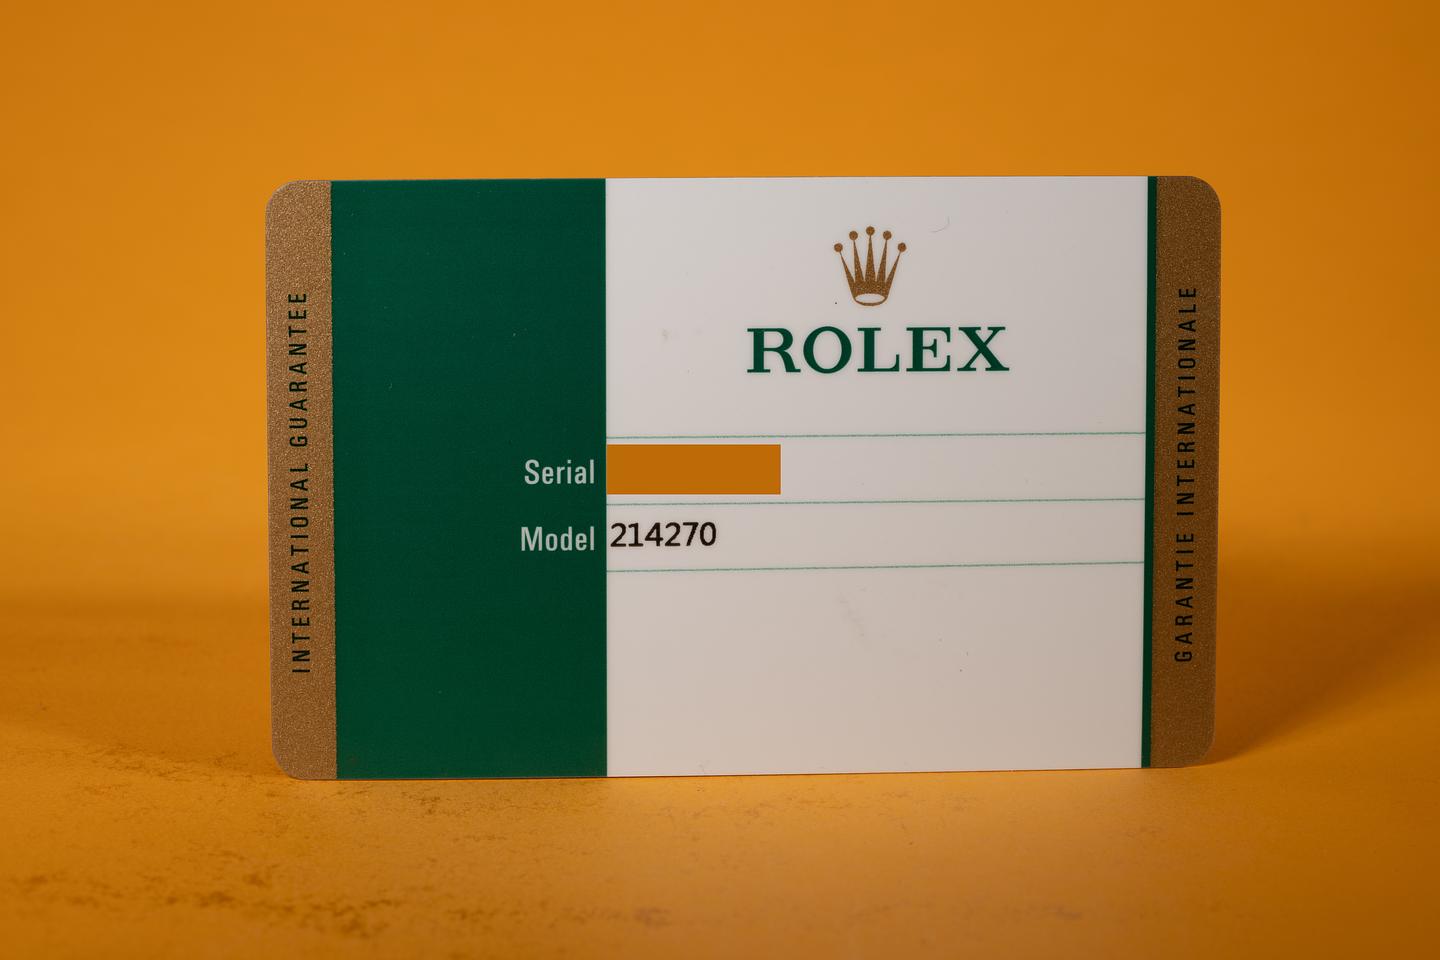 INTERNATIONAL GUARANTEE
ROLEX
Serial
Model 214270
GARANTIE INTERNATIONALE